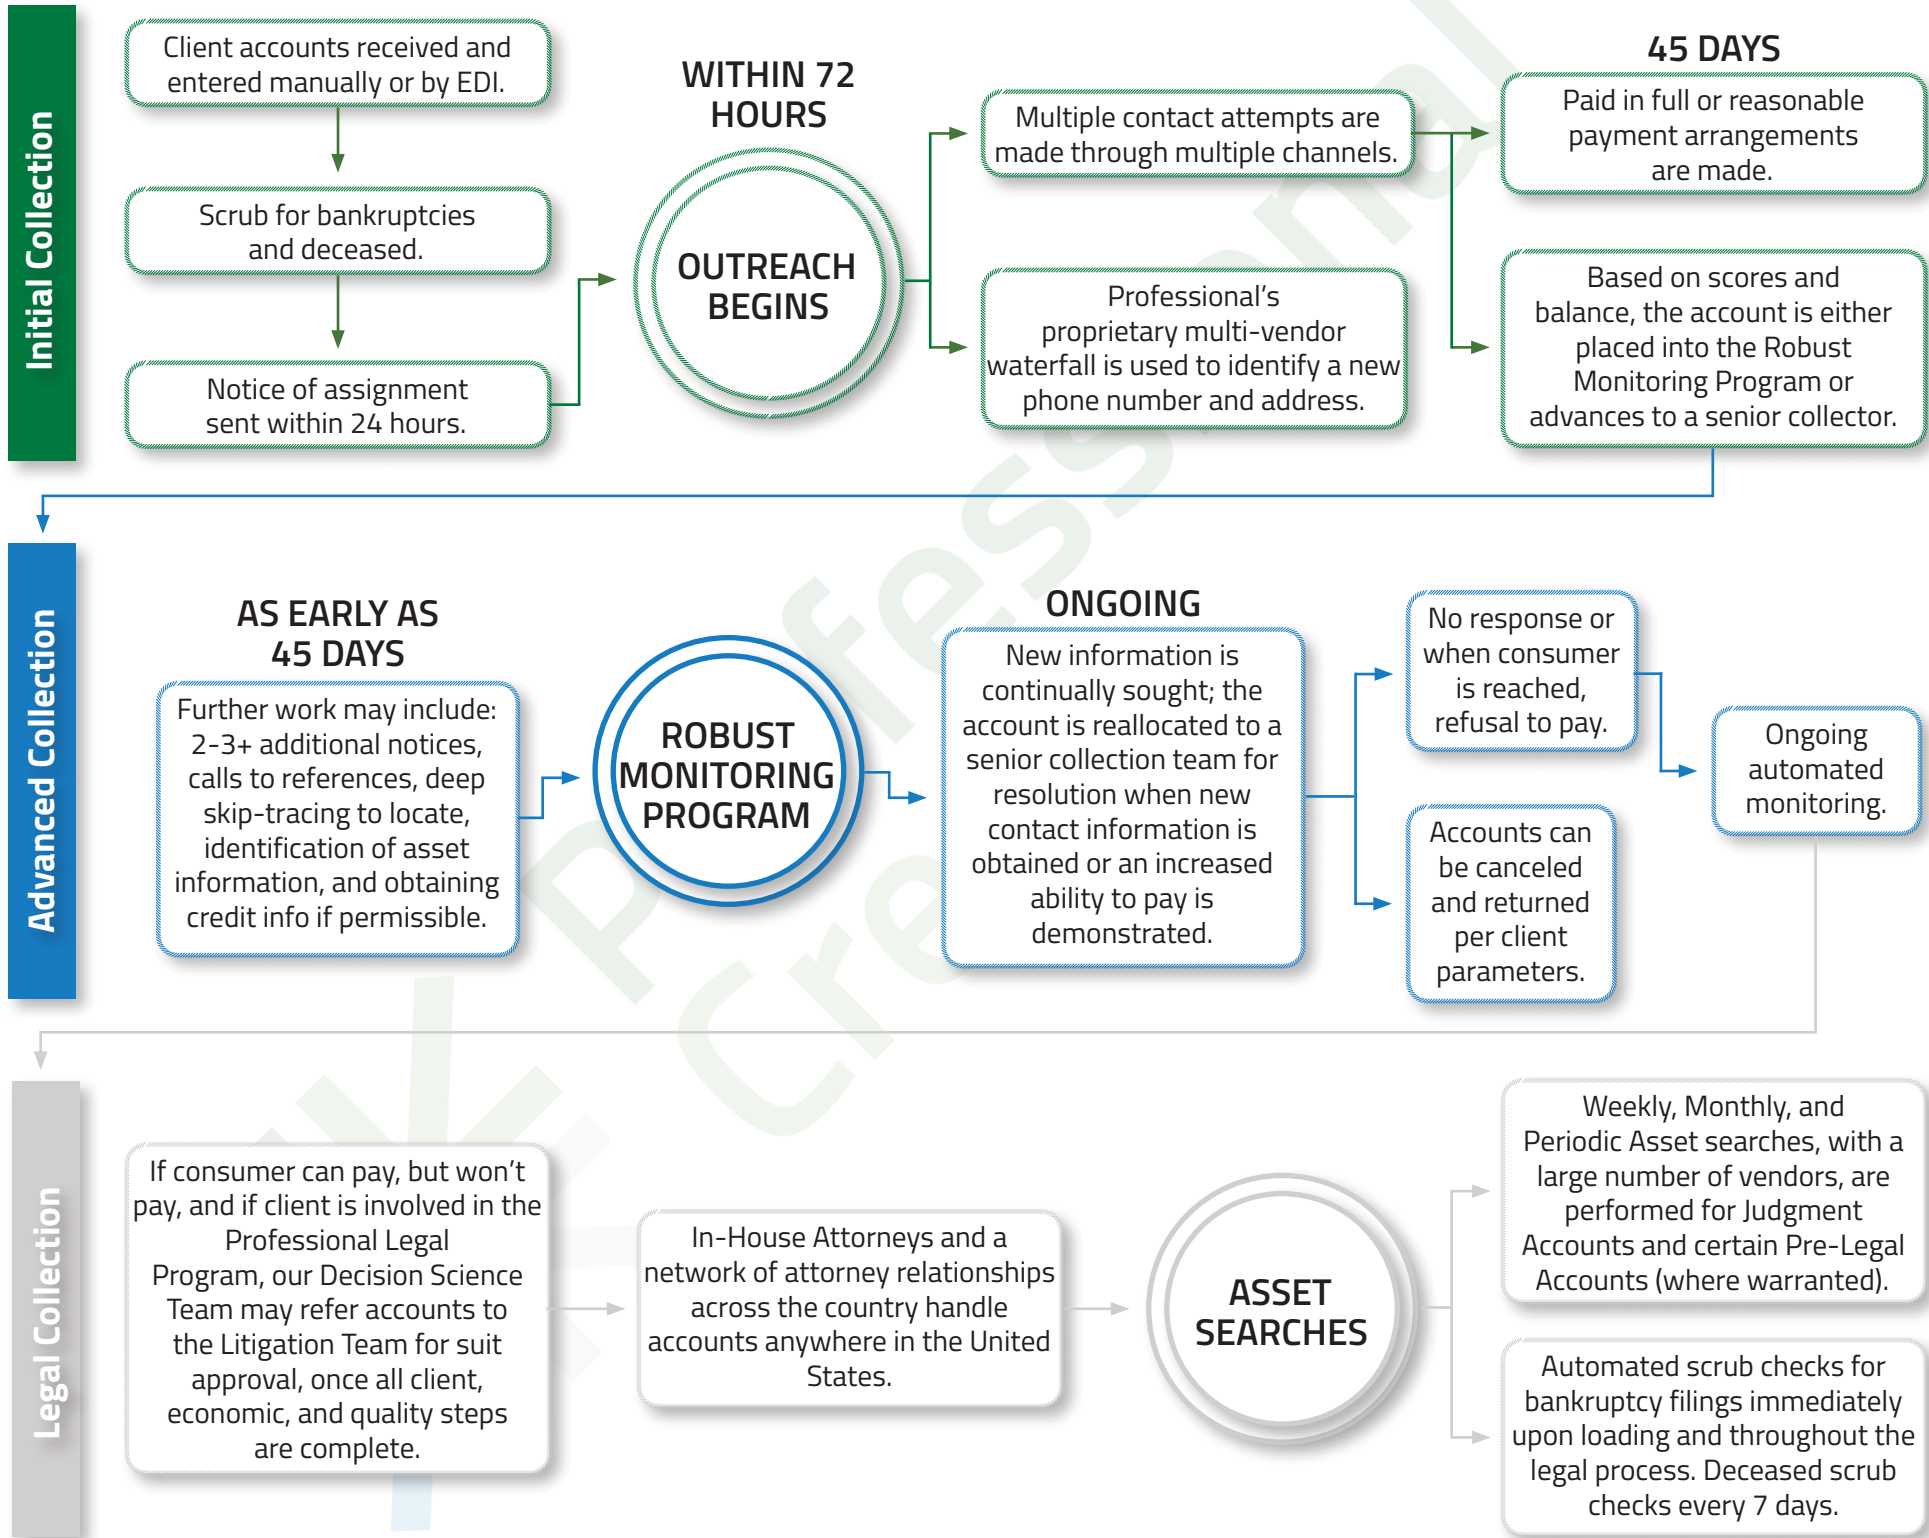 Initial Collection
Client accounts received and
entered manually or by EDI.
Scrub for bankruptcies
and deceased.
Notice of assignment
sent within 24 hours.
WITHIN 72
HOURS
OUTREACH
BEGINS
Multiple contact attempts are
made through multiple channels.
Professional’s
proprietary multi-vendor
waterfall is used to identify a new
phone number and address.
45 DAYS
Paid in full or reasonable
payment arrangements
are made.
Based on scores and
balance, the account is either
placed into the Robust
Monitoring Program or
advances to a senior collector.
Advanced Collection
AS EARLY AS
45 DAYS
Further work may include:
2-3+ additional notices,
calls to references, deep
skip-tracing to locate,
identification of asset
information, and obtaining
credit info if permissible.
ROBUST
MONITORING
PROGRAM
ONGOING
New information is
continually sought; the
account is reallocated to a
senior collection team for
resolution when new
contact information is
obtained or an increased
ability to pay is
demonstrated.
No response or
when consumer
is reached,
refusal to pay.
Accounts can
be canceled
and returned
per client
parameters.
Ongoing
automated
monitoring.
Legal Collection
If consumer can pay, but won’t
pay, and if client is involved in the
Professional Legal
Program, our Decision Science
Team may refer accounts to
the Litigation Team for suit
approval, once all client,
economic, and quality steps
are complete.
In-House Attorneys and a
network of attorney relationships
across the country handle
accounts anywhere in the United
States.
ASSET
SEARCHES
Weekly, Monthly, and
Periodic Asset searches, with a
large number of vendors, are
performed for Judgment
Accounts and certain Pre-Legal
Accounts (where warranted).
Automated scrub checks for
bankruptcy filings immediately
upon loading and throughout the
legal process. Deceased scrub
checks every 7 days.